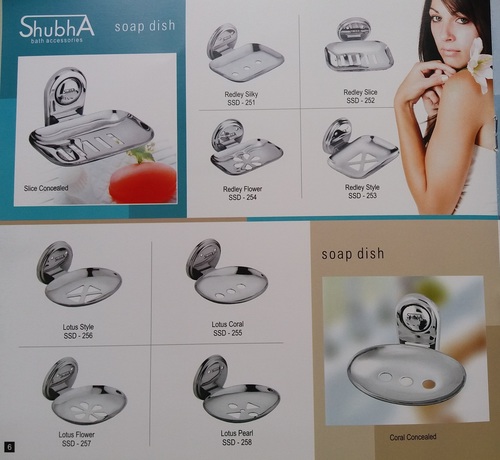 ShubhA
bath accessories
soap dish
Slice Concealed
Redley Silky
SSD - 251
Redley Slice
SSD - 252
Redley Flower
SSD - 254
Redley Style
SSD - 253
Lotus Style
SSD - 256
Lotus Coral
SSD - 255
Lotus Flower
SSD - 257
Lotus Pearl
SSD - 258
soap dish
Coral Concealed
6